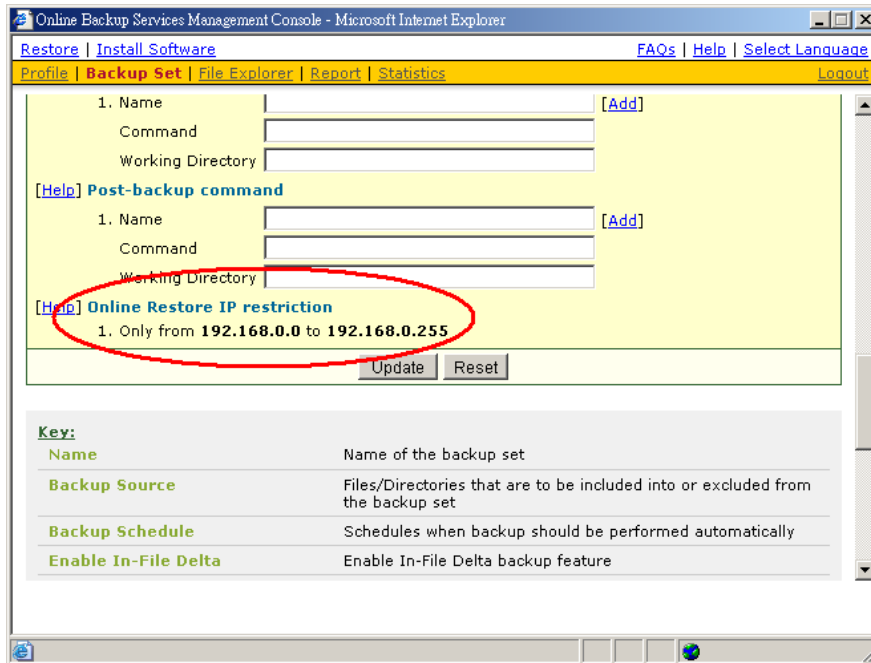 Online Backup Services Management Console - Microsoft Internet Explorer
Restore | Install Software FAQs | Help | Select Language
Profile | Backup Set | File Explorer | Report | Statistics Logout
1. Name [Add]
Command
Working Directory
[Help] Post-backup command
1. Name [Add]
Command
Working Directory
[Help] Online Restore IP restriction
1. Only from 192.168.0.0 to 192.168.0.255
Update Reset
Key:
Name Name of the backup set
Backup Source Files/Directories that are to be included into or excluded from
the backup set
Backup Schedule Schedules when backup should be performed automatically
Enable In-File Delta Enable In-File Delta backup feature